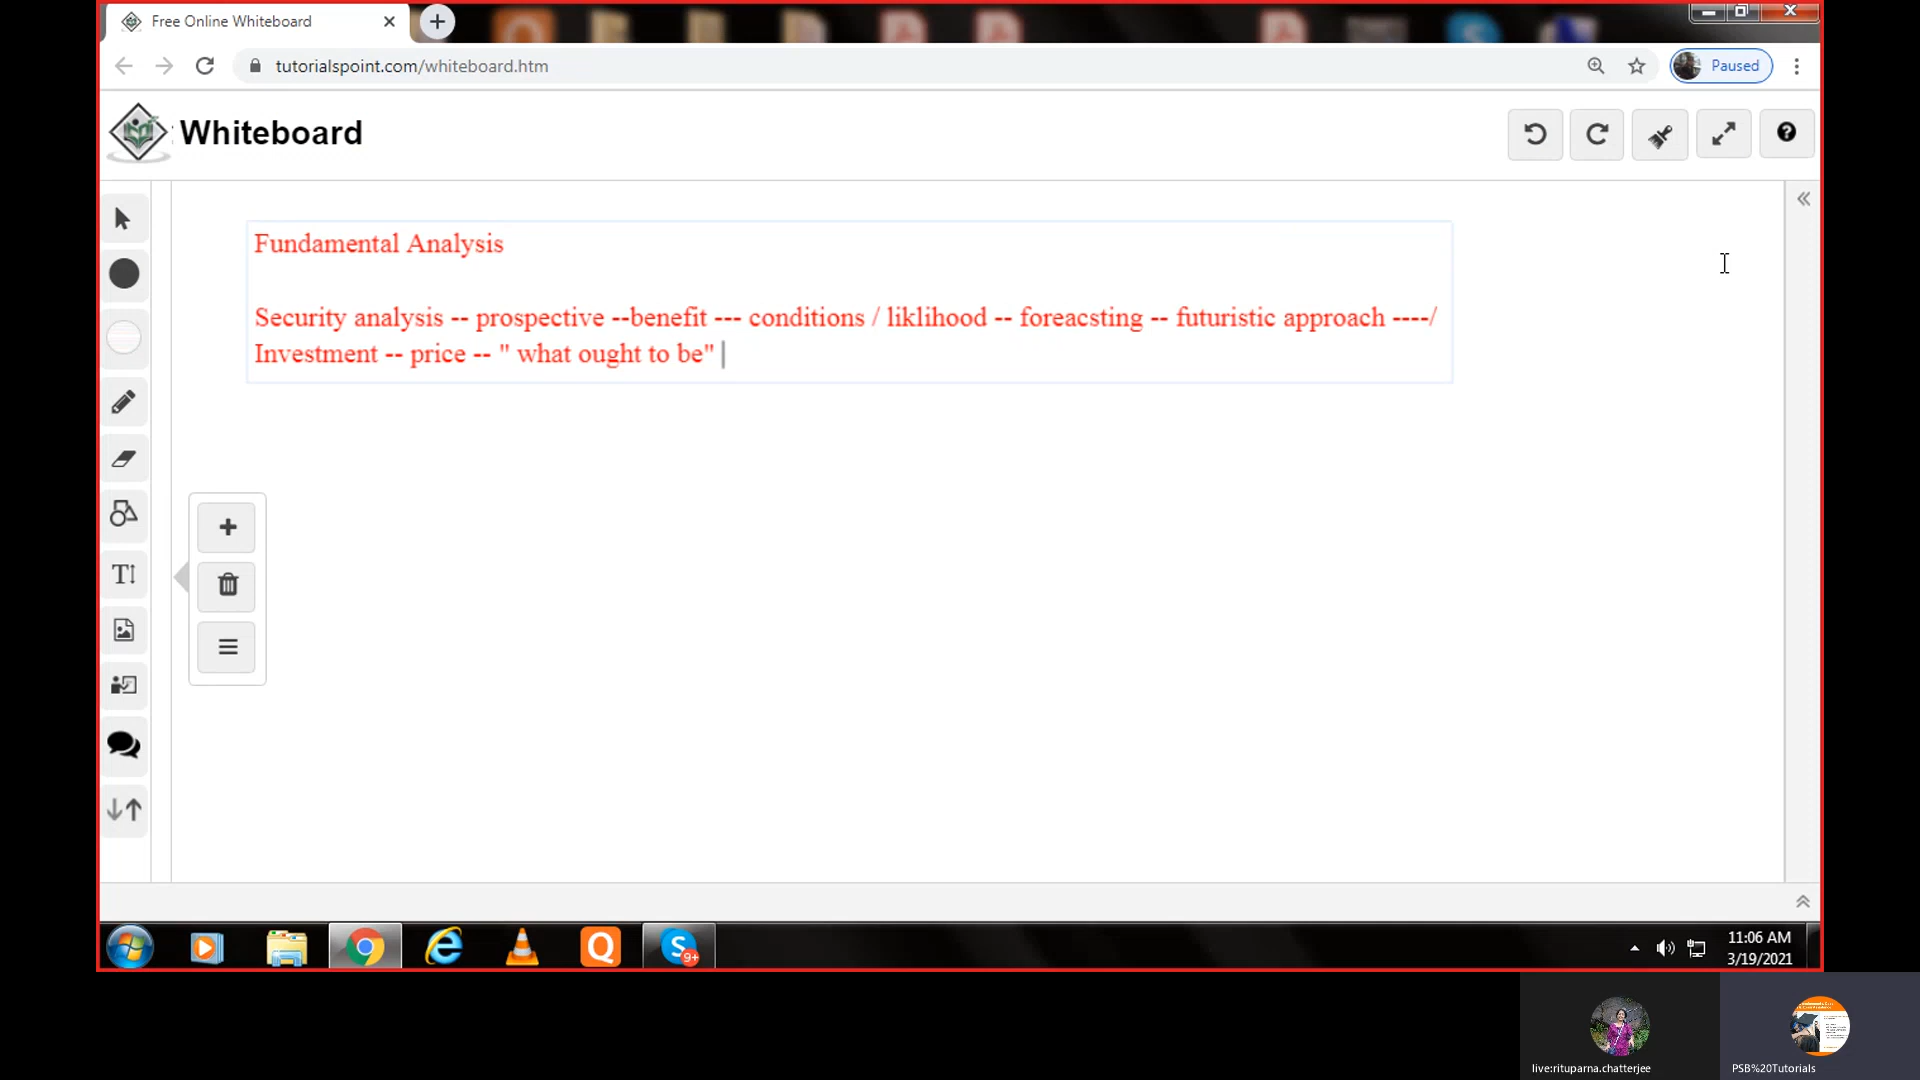 Free Online Whiteboard
tutorialspoint.com/whiteboard.htm
Paused
Whiteboard
Fundamental Analysis
Security analysis -- prospective --benefit --- conditions / liklihood -- foreacsting -- futuristic approach ----/
Investment -- price -- " what ought to be"
T
Q
S
9+
11:06 AM
3/19/2021
live:rituparna.chatterjee
PSB%20Tutorials